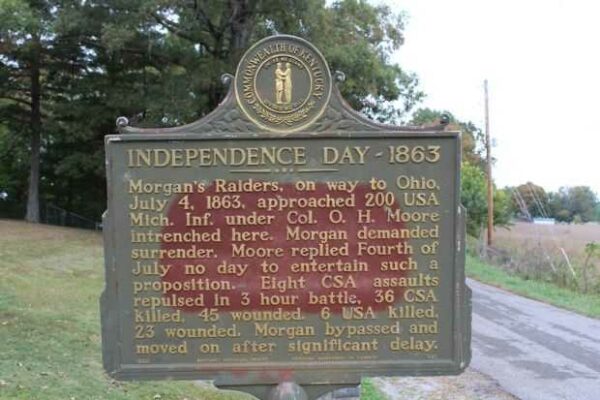 COMMONWEALTH OF KENTUCKY
INDEPENDENCE DAY - 1863
Morgan's Raiders, on way to Ohio,
July 4, 1863, approached 200 USA
Mich. Inf. under Col. O. H. Moore
intrenched here. Morgan demanded
surrender. Moore replied Fourth of
July no day to entertain such a
proposition. Eight CSA assaults
repulsed in 3 hour battle, 36 CSA
killed, 45 wounded. 6 USA killed,
23 wounded. Morgan bypassed and
moved on after significant delay.